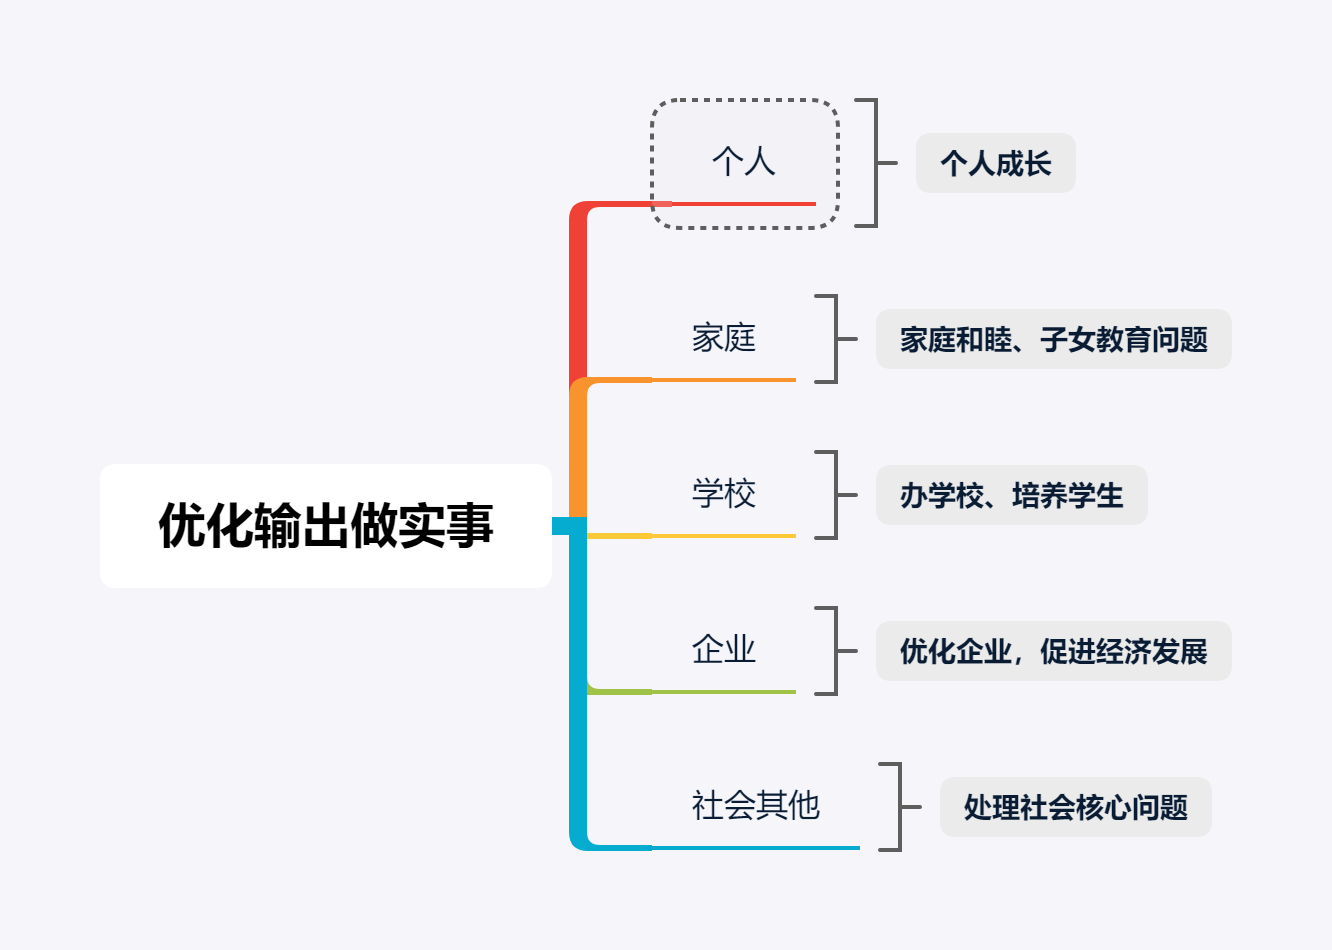 个人
个人成长
家庭
家庭和睦、子女教育问题
学校
办学校、培养学生
优化输出做实事
企业
优化企业，促进经济发展
社会其他
处理社会核心问题